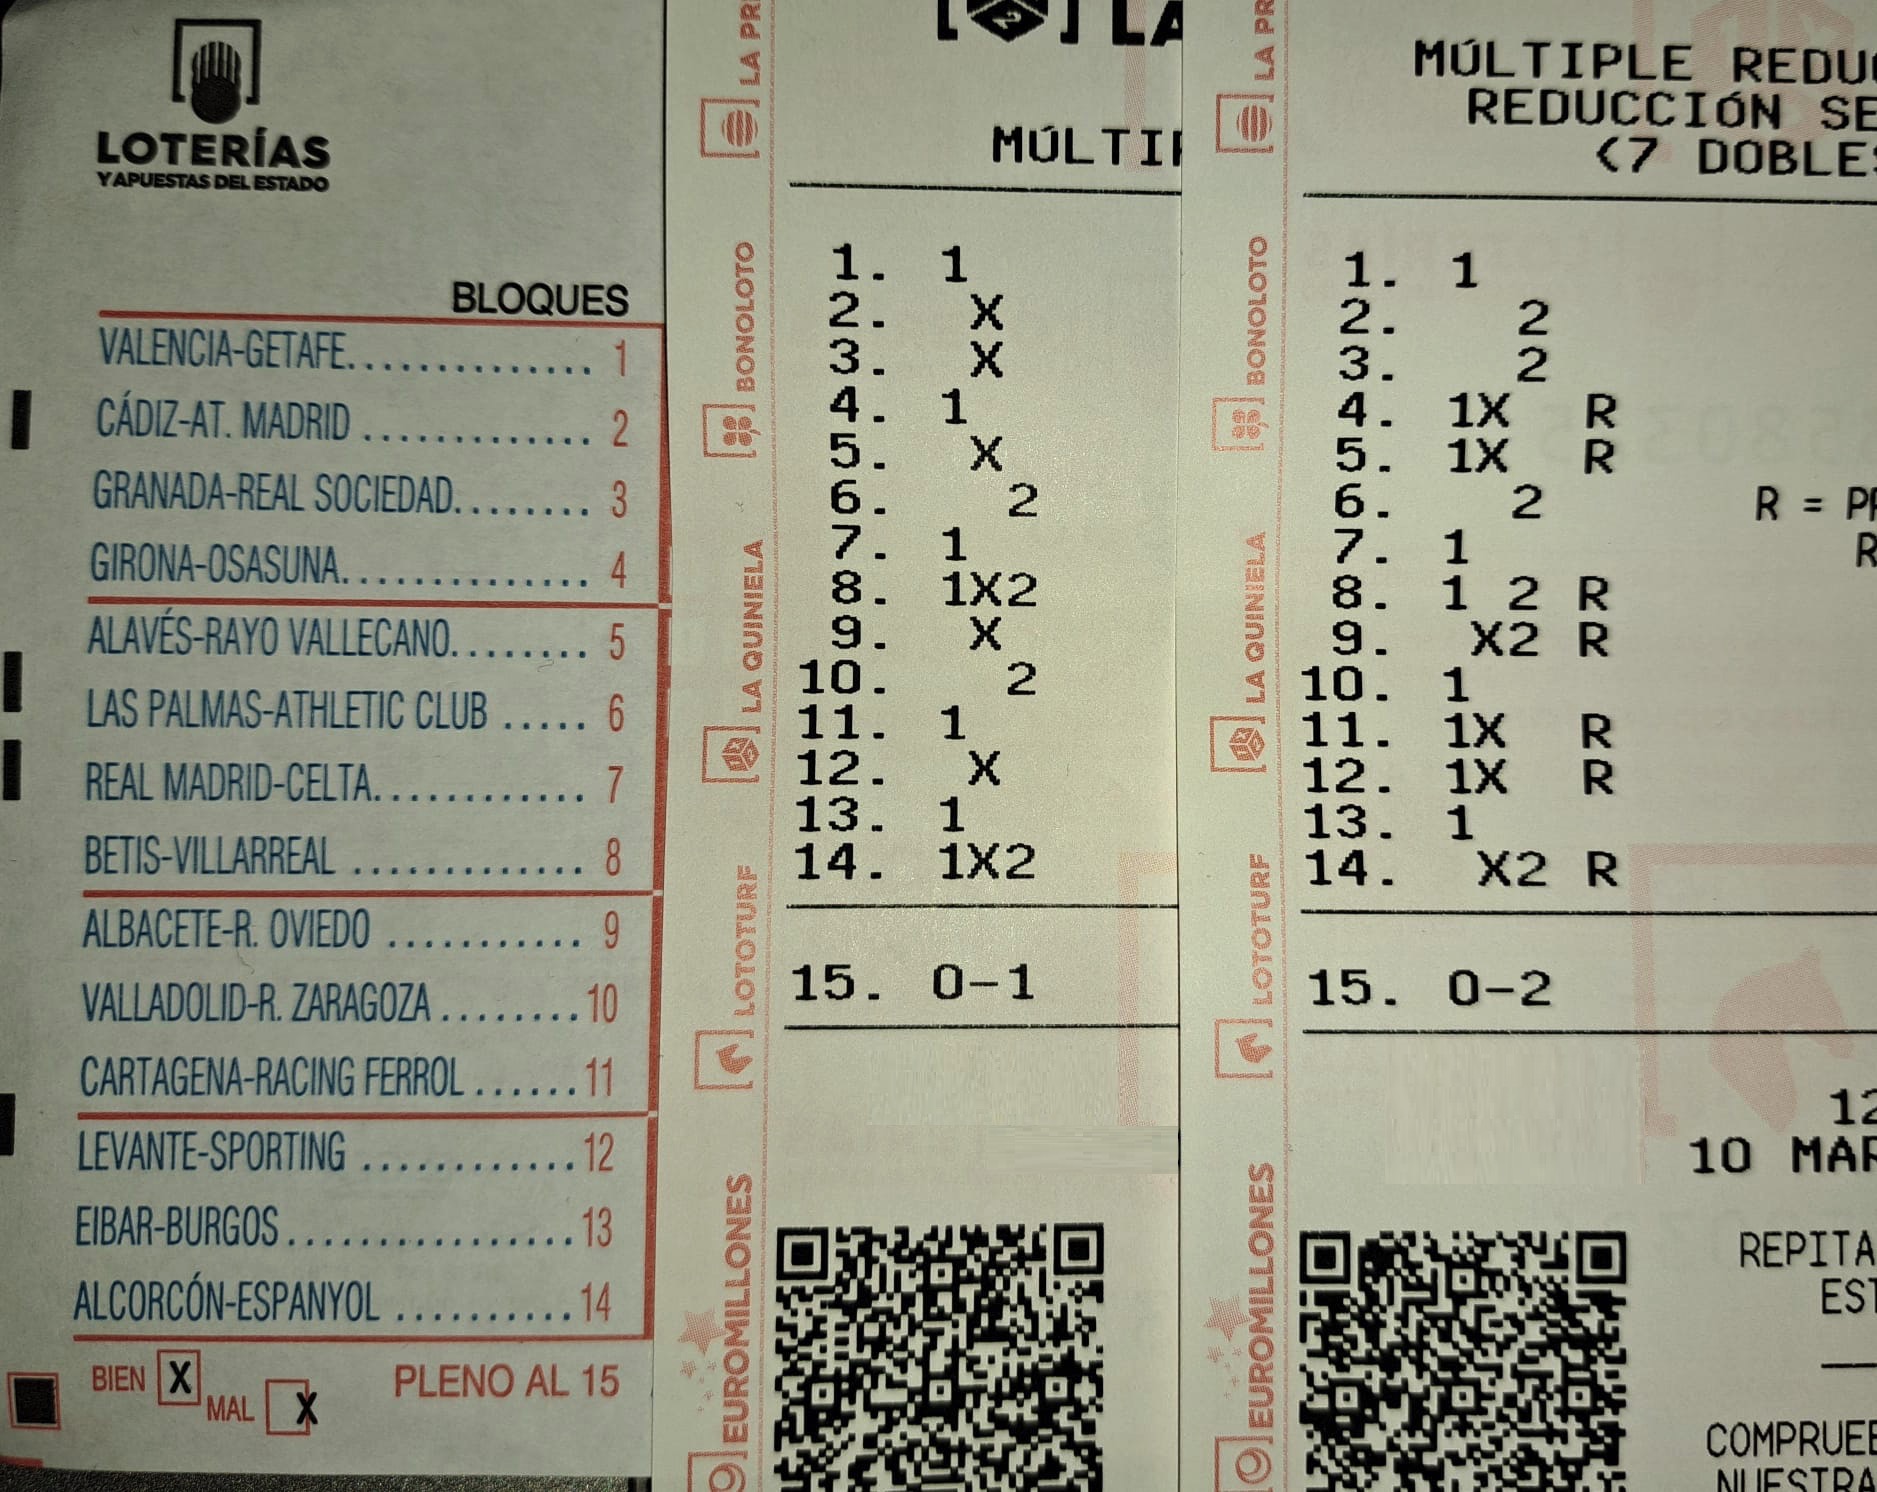 LOTERÍAS
Y APUESTAS DEL ESTADO
BLOQUES
VALENCIA-GETAFE.............. 1
CÁDIZ-AT. MADRID ............. 2
GRANADA-REAL SOCIEDAD........ 3
GIRONA-OSASUNA............... 4
ALAVÉS-RAYO VALLECANO........ 5
LAS PALMAS-ATHLETIC CLUB ..... 6
REAL MADRID-CELTA............ 7
BETIS-VILLARREAL ............. 8
ALBACETE-R. OVIEDO ........... 9
VALLADOLID-R. ZARAGOZA ........ 10
CARTAGENA-RACING FERROL ...... 11
LEVANTE-SPORTING ............ 12
EIBAR-BURGOS................ 13
ALCORCÓN-ESPANYOL .......... 14
BIEN X
MAL X
PLENO AL 15
LA PR
BONOLOTO
LA QUINIELA
LOTOTURF
EUROMILLONES
2
LA
MÚLTI
1. 1
2. X
3. X
4. 1
5. X
6. 2
7. 1
8. 1X2
9. X
10. 2
11. 1
12. X
13. 1
14. 1X2
15. 0-1
LA PR
BONOLOTO
LA QUINIELA
LOTOTURF
EUROMILLONES
MÚLTIPLE REDU
REDUCCIÓN SE
(7 DOBLES
1. 1
2. 2
3. 2
4. 1X R
5. 1X R
6. 2
7. 1
8. 1 2 R
9. X2 R
10. 1
11. 1X R
12. 1X R
13. 1
14. X2 R
R = P
R
15. 0-2
12
10 MAR
REPITA
EST
COMPRUEB
NUESTRA